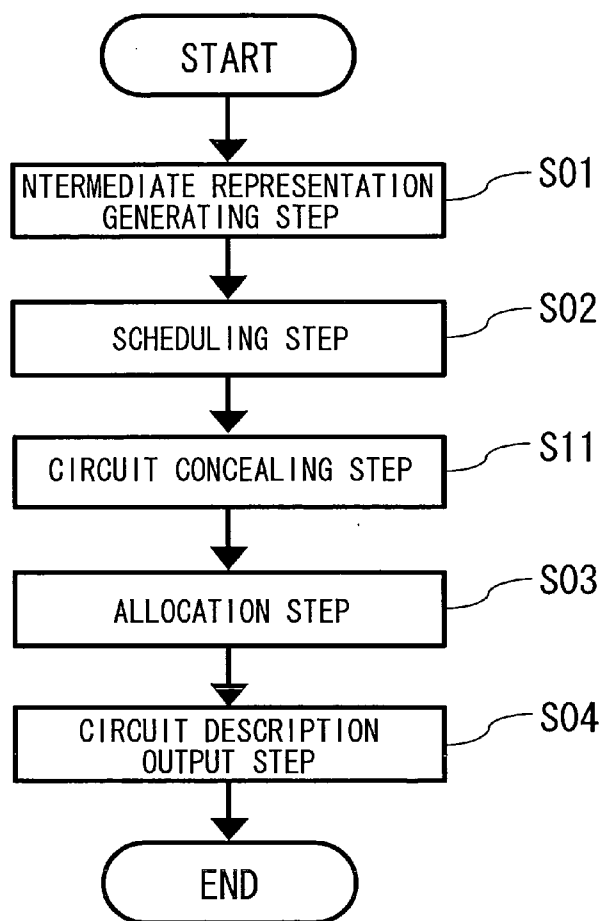 START
NTERMEDIATE REPRESENTATION
GENERATING STEP
S01
SCHEDULING STEP
S02
CIRCUIT CONCEALING STEP
S11
ALLOCATION STEP
S03
CIRCUIT DESCRIPTION
OUTPUT STEP
S04
END